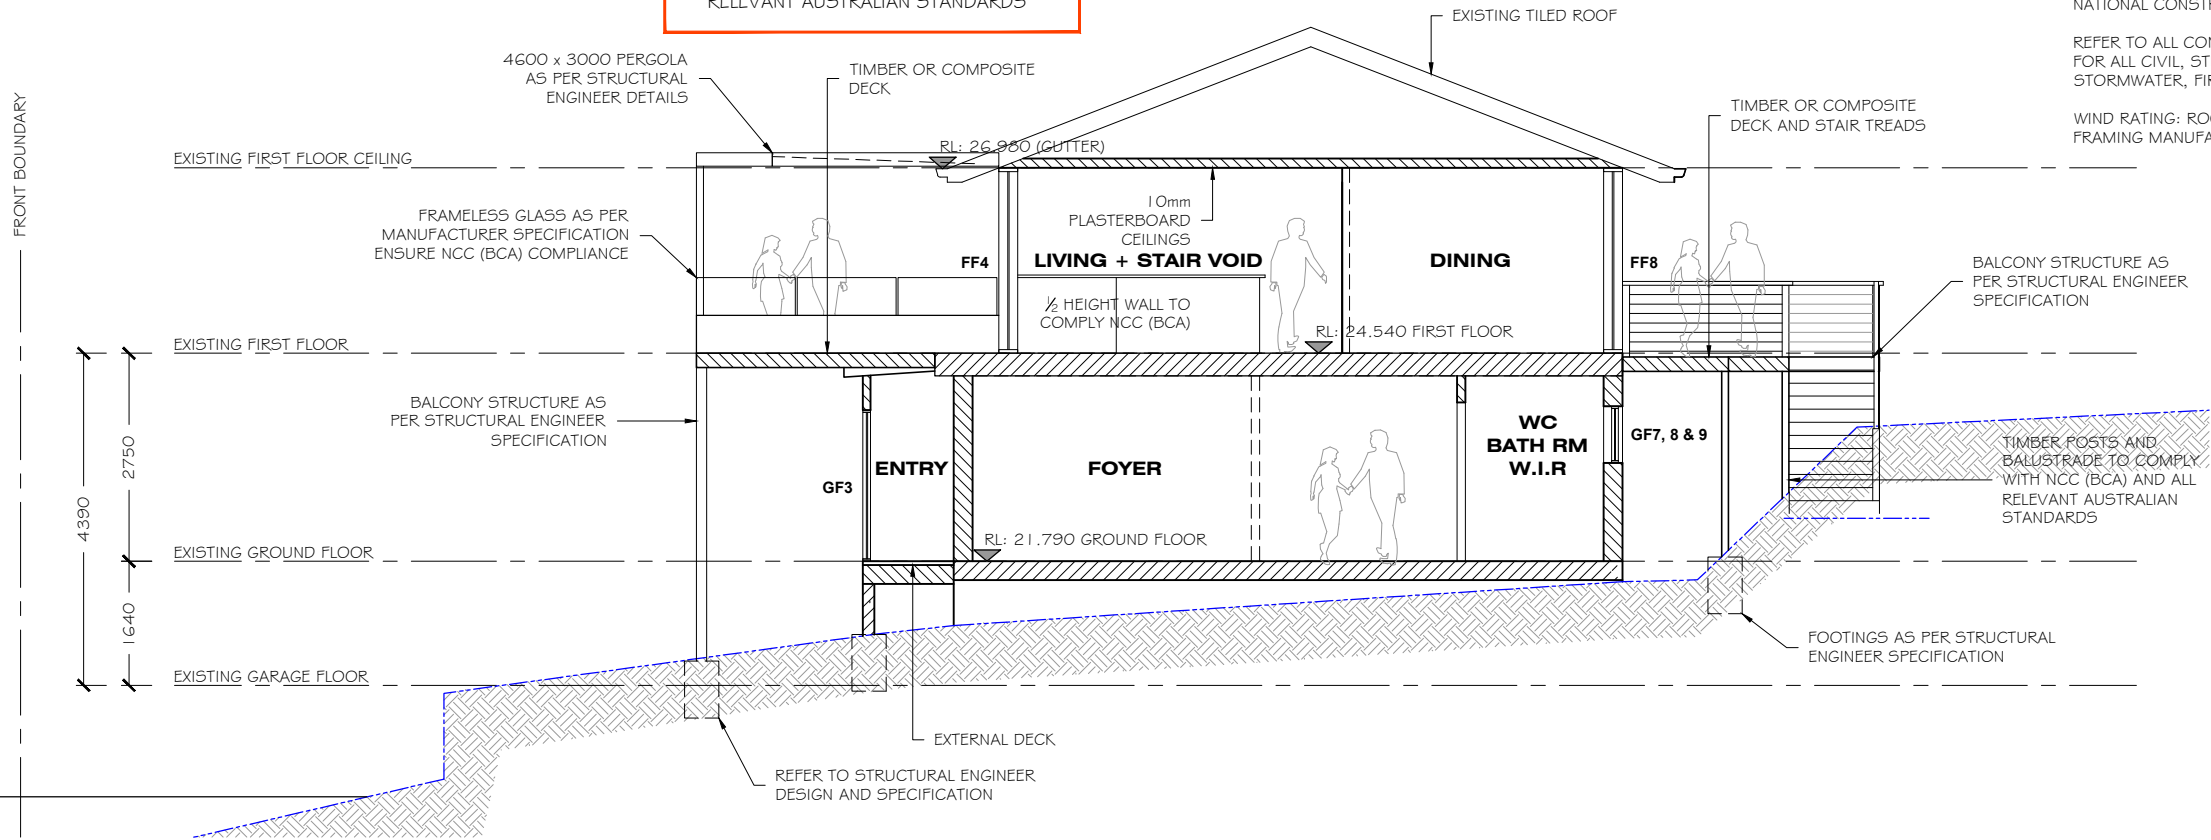 RELEVANT AUSTRALIAN STANDARDS
EXISTING TILED ROOF
NATIONAL
REFER TO ALL
FOR ALL CIVIL,
STORMWATER,
WIND RATING:
FRAMING
4600 x 3000 PERGOLA
AS PER STRUCTURAL
ENGINEER DETAILS
TIMBER OR COMPOSITE
DECK
TIMBER OR COMPOSITE
DECK AND STAIR TREADS
FRONT BOUNDARY
EXISTING FIRST FLOOR CEILING
RL: 26.980 (GUTTER)
FRAMELESS GLASS AS PER
MANUFACTURER SPECIFICATION
ENSURE NCC (BCA) COMPLIANCE
10mm
PLASTERBOARD
CEILINGS
FF4
LIVING + STAIR VOID
DINING
FF8
BALCONY STRUCTURE AS
PER STRUCTURAL ENGINEER
SPECIFICATION
½ HEIGHT WALL TO
COMPLY NCC (BCA)
RL: 24.540 FIRST FLOOR
EXISTING FIRST FLOOR
BALCONY STRUCTURE AS
PER STRUCTURAL ENGINEER
SPECIFICATION
4390
2750
1640
GF3
ENTRY
FOYER
WC
BATH RM
W.I.R
GF7, 8 & 9
TIMBER POSTS AND
BALUSTRADE TO COMPLY
WITH NCC (BCA) AND ALL
RELEVANT AUSTRALIAN
STANDARDS
RL: 21.790 GROUND FLOOR
EXISTING GROUND FLOOR
FOOTINGS AS PER STRUCTURAL
ENGINEER SPECIFICATION
EXISTING GARAGE FLOOR
EXTERNAL DECK
REFER TO STRUCTURAL ENGINEER
DESIGN AND SPECIFICATION